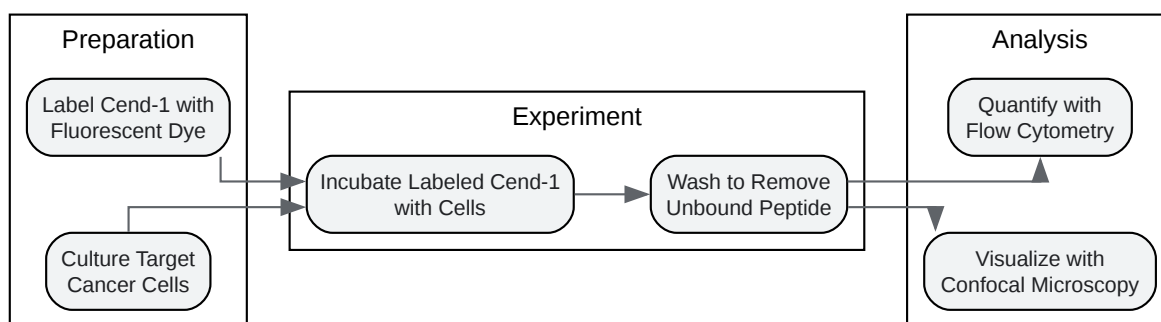 Preparation
Label Cend-1 with
Fluorescent Dye
Culture Target
Cancer Cells
Experiment
Incubate Labeled Cend-1
with Cells
Wash to Remove
Unbound Peptide
Analysis
Quantify with
Flow Cytometry
Visualize with
Confocal Microscopy